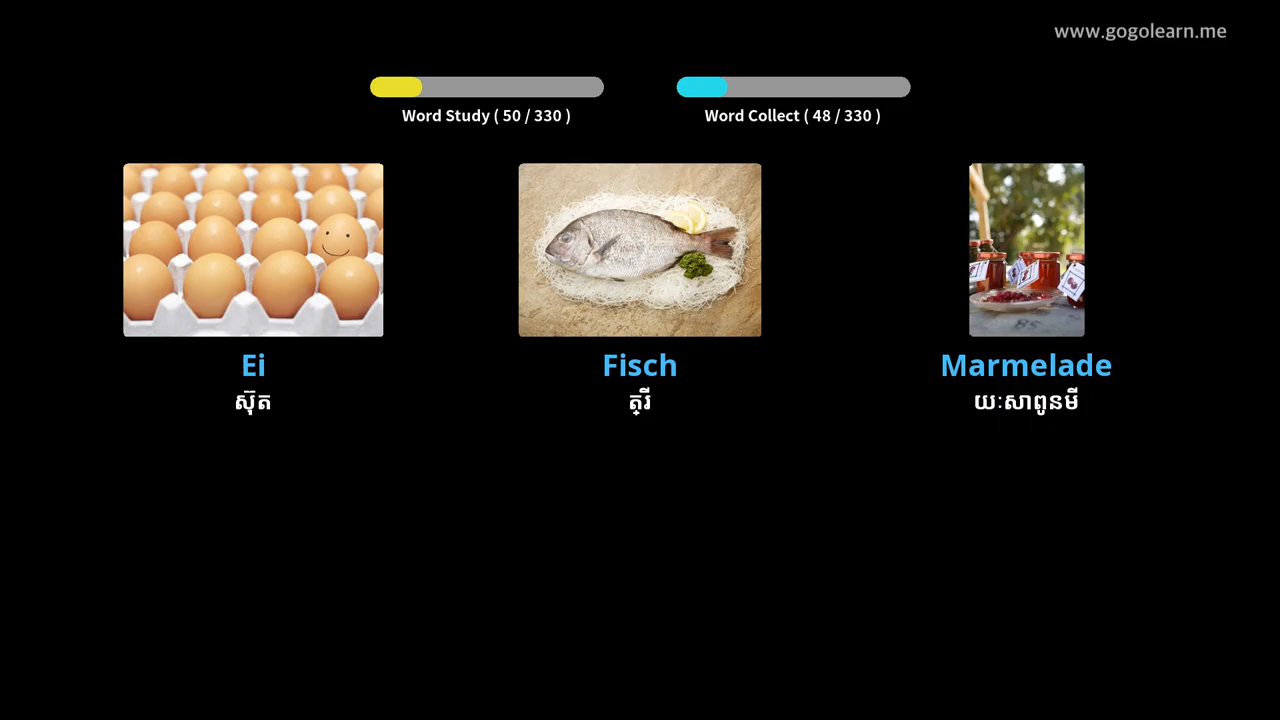 www.gogolearn.me
Word Study ( 50 / 330 )
Word Collect ( 48 / 330 )
Ei
Fisch
Marmelade
ស៊ុត
ត្រី
យៈសាពូនមី